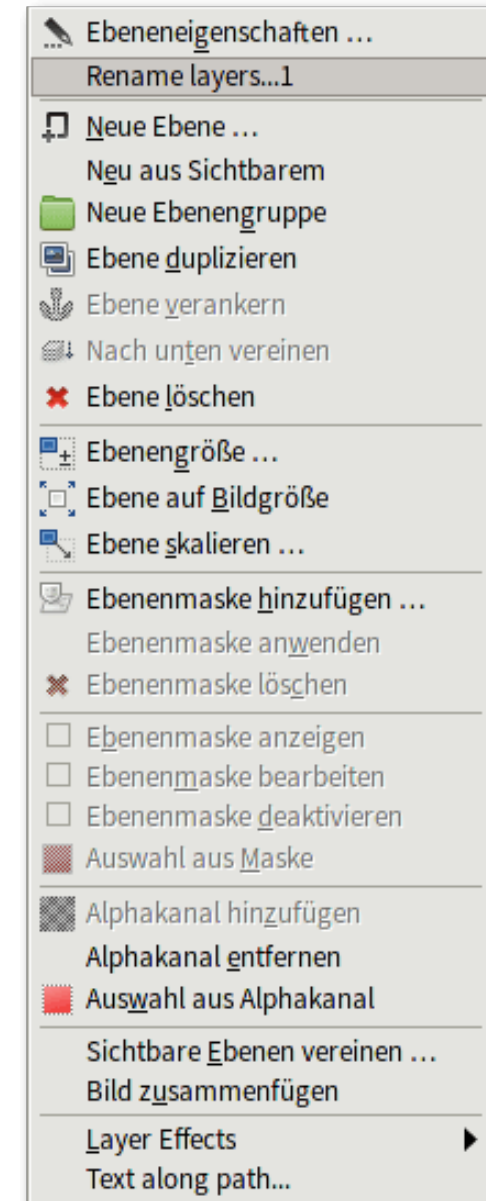 Ebeneneigenschaften …
Rename layers...1
Neue Ebene …
Neu aus Sichtbarem
Neue Ebenengruppe
Ebene duplizieren
Ebene verankern
Nach unten vereinen
Ebene löschen
Ebenengröße …
Ebene auf Bildgröße
Ebene skalieren …
Ebenenmaske hinzufügen …
Ebenenmaske anwenden
Ebenenmaske löschen
Ebenenmaske anzeigen
Ebenenmaske bearbeiten
Ebenenmaske deaktivieren
Auswahl aus Maske
Alphakanal hinzufügen
Alphakanal entfernen
Auswahl aus Alphakanal
Sichtbare Ebenen vereinen …
Bild zusammenfügen
Layer Effects
Text along path...